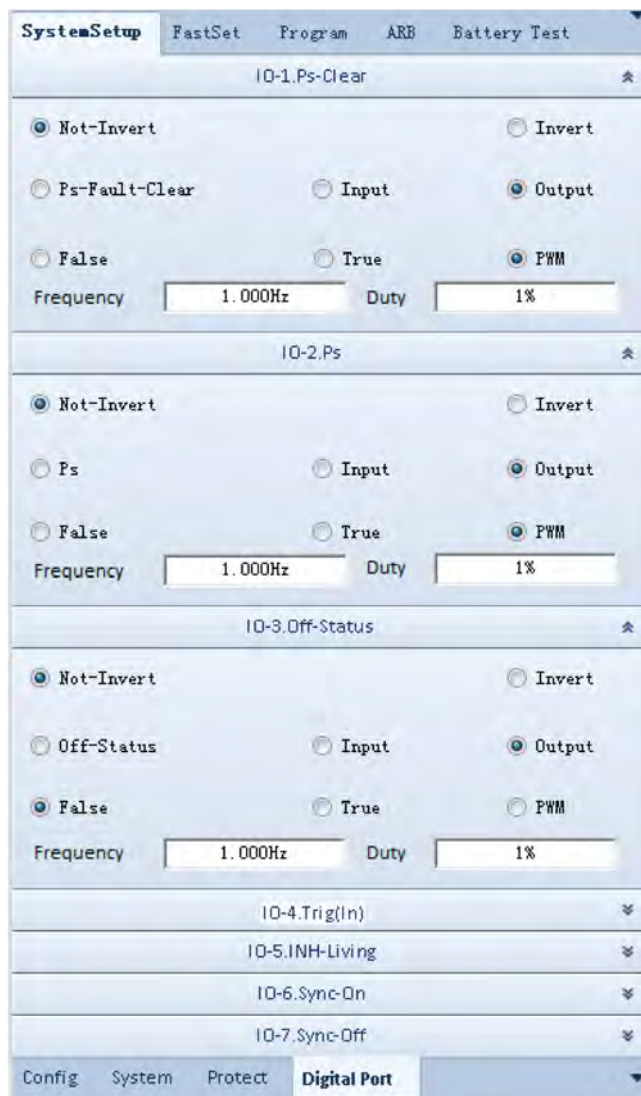 SystemSetup FastSet Program ARB Battery Test
IO-1.Ps-Clear
Not-Invert Invert
Ps-Fault-Clear Input Output
False True PWM
Frequency 1.000Hz Duty 1%
IO-2.Ps
Not-Invert Invert
Ps Input Output
False True PWM
Frequency 1.000Hz Duty 1%
IO-3.Off-Status
Not-Invert Invert
Off-Status Input Output
False True PWM
Frequency 1.000Hz Duty 1%
IO-4.Trig(In)
IO-5.INH-Living
IO-6.Sync-On
IO-7.Sync-Off
Config System Protect Digital Port